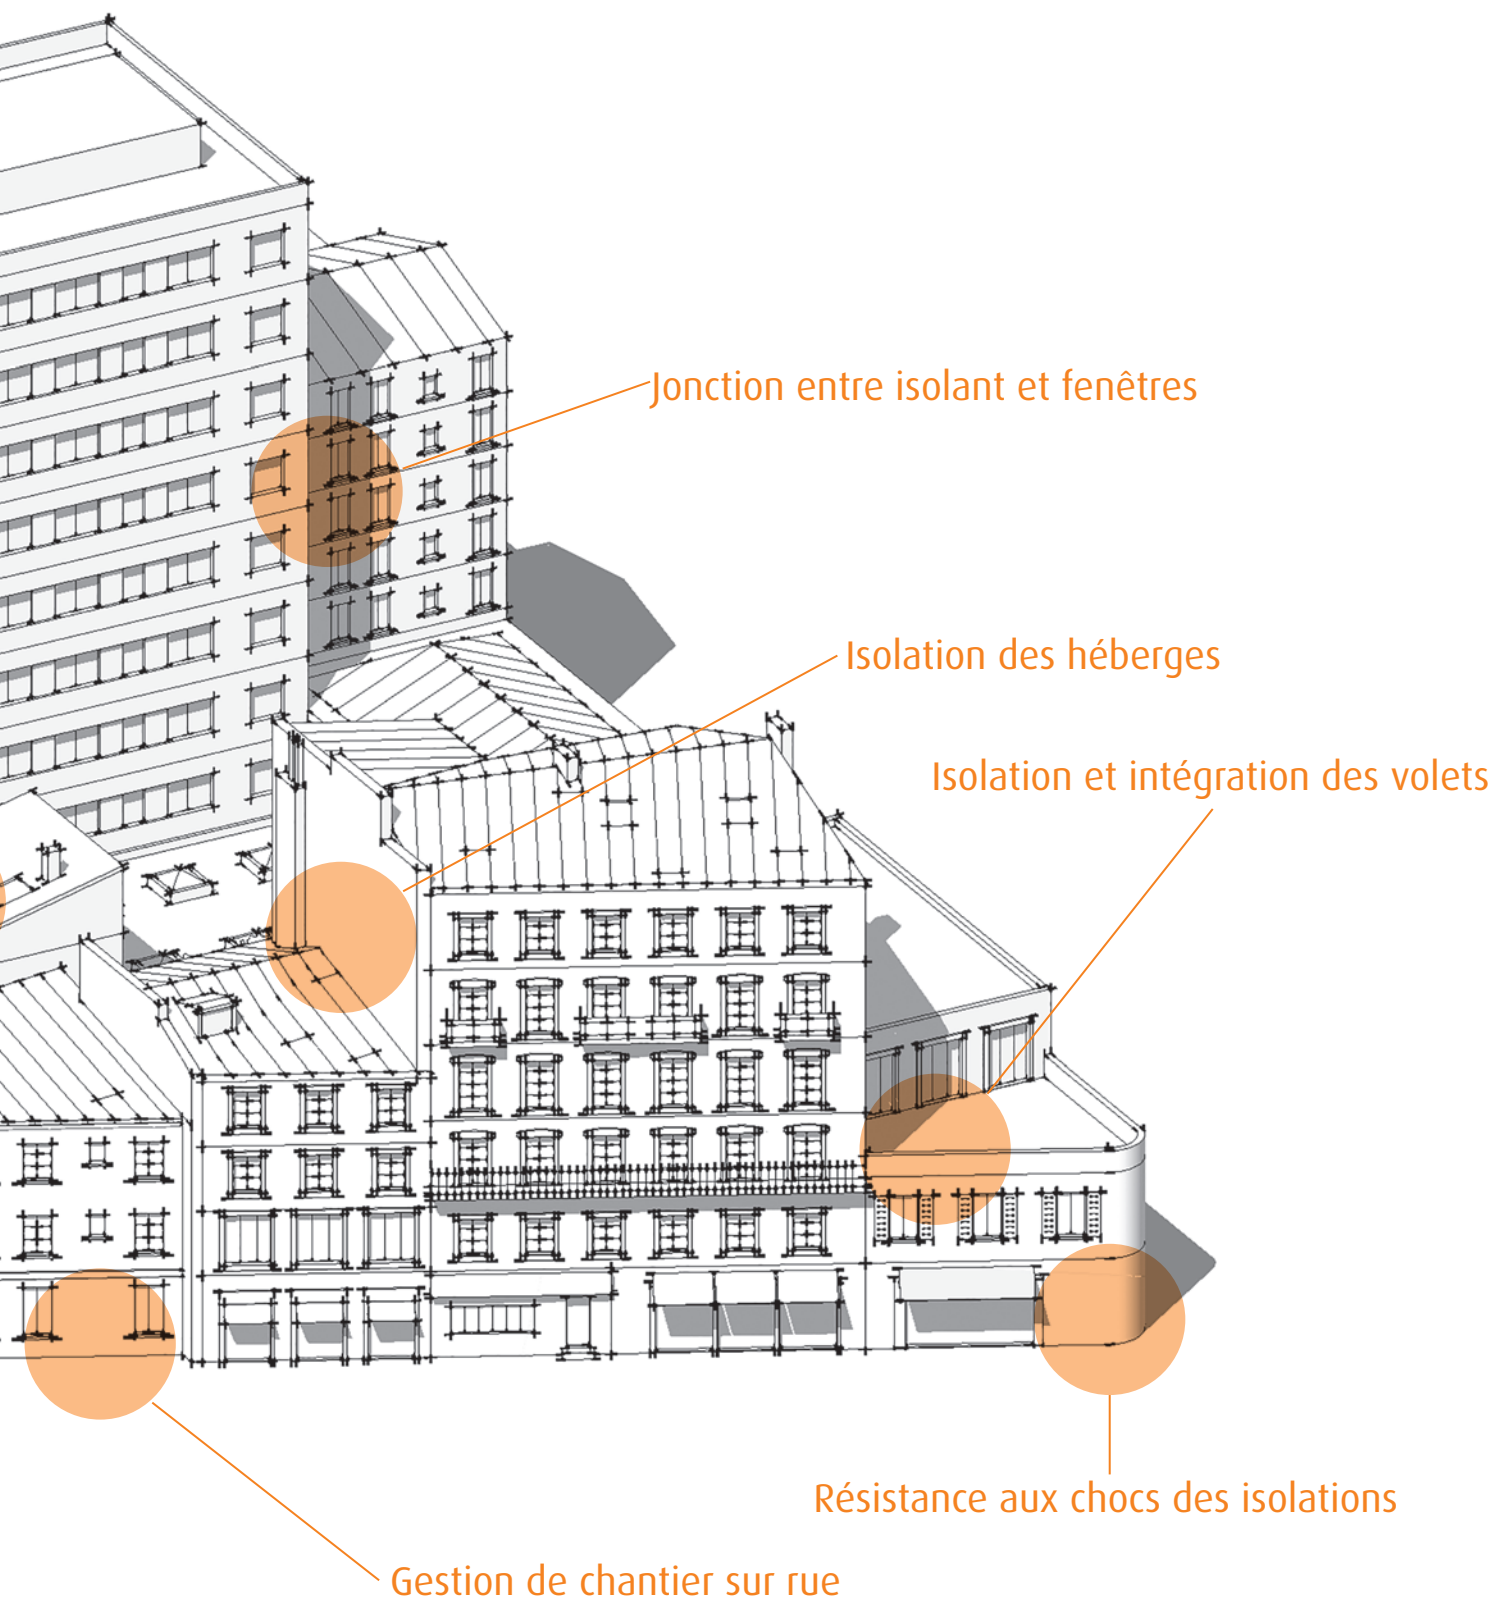 Jonction entre isolant et fenêtres
Isolation des héberges
Isolation et intégration des volets
Résistance aux chocs des isolations
Gestion de chantier sur rue